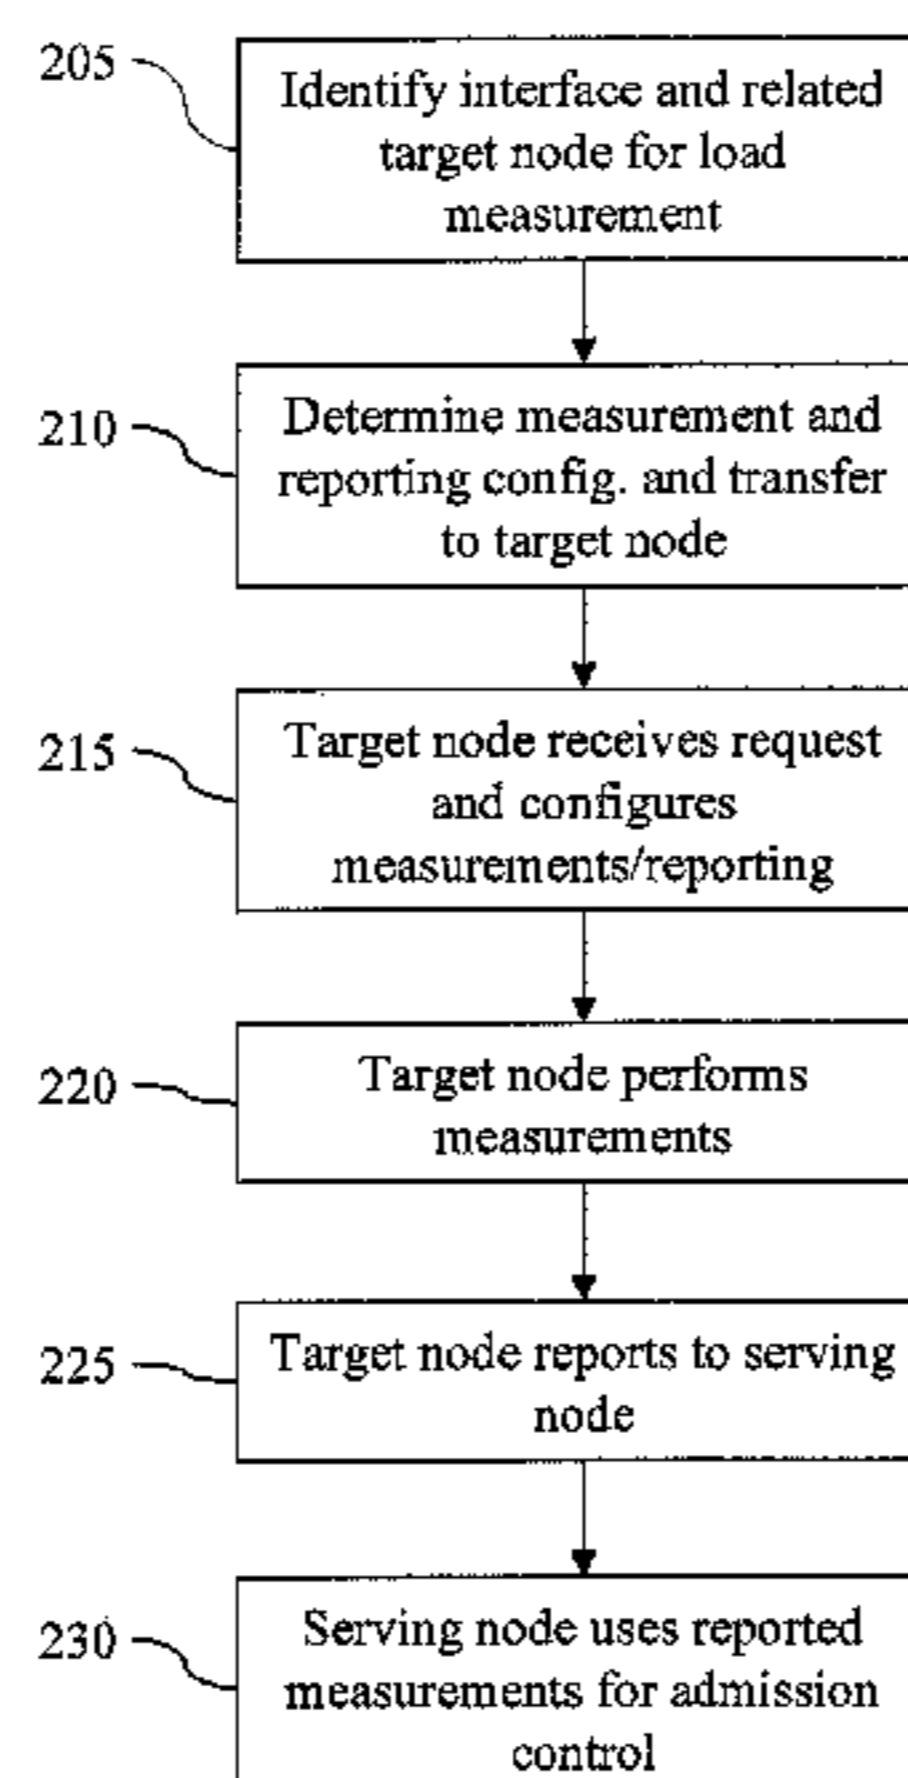 205
Identify interface and related
target node for load
measurement
210
Determine measurement and
reporting config. and transfer
to target node
215
Target node receives request
and configures
measurements/reporting
220
Target node performs
measurements
225
Target node reports to serving
node
230
Serving node uses reported
measurements for admission
control